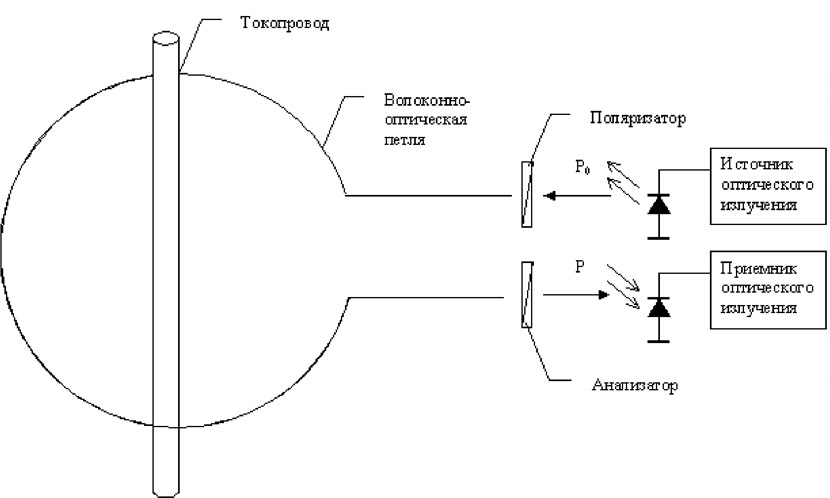 Токопровод
Волоконно-
оптическая
петля
Поляризатор
P₀
Источник
оптического
излучения
P
Приемник
оптического
излучения
Анализатор